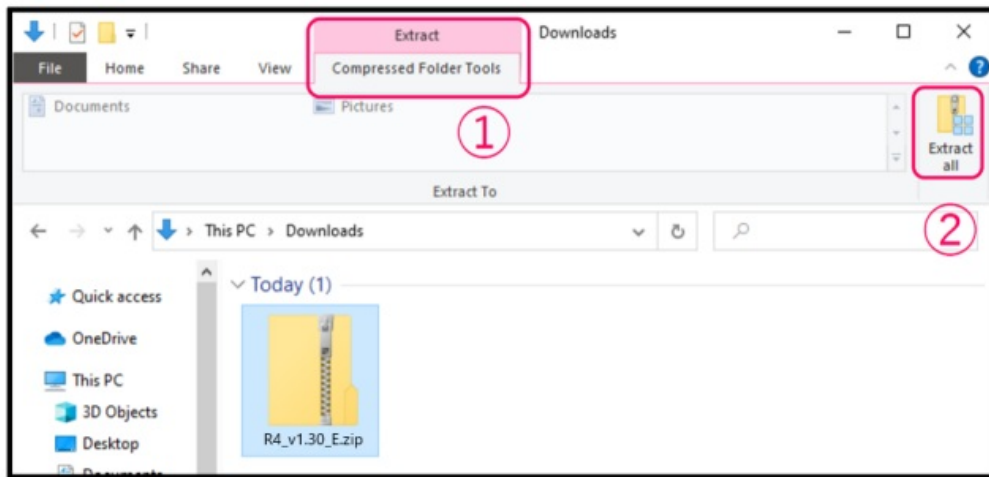 Extract
Downloads
File Home Share View Compressed Folder Tools
Documents Pictures
①
Extract all
Extract To
②
This PC > Downloads
Quick access
Today (1)
OneDrive
This PC
3D Objects
Desktop
R4_v1.30_E.zip
Documents